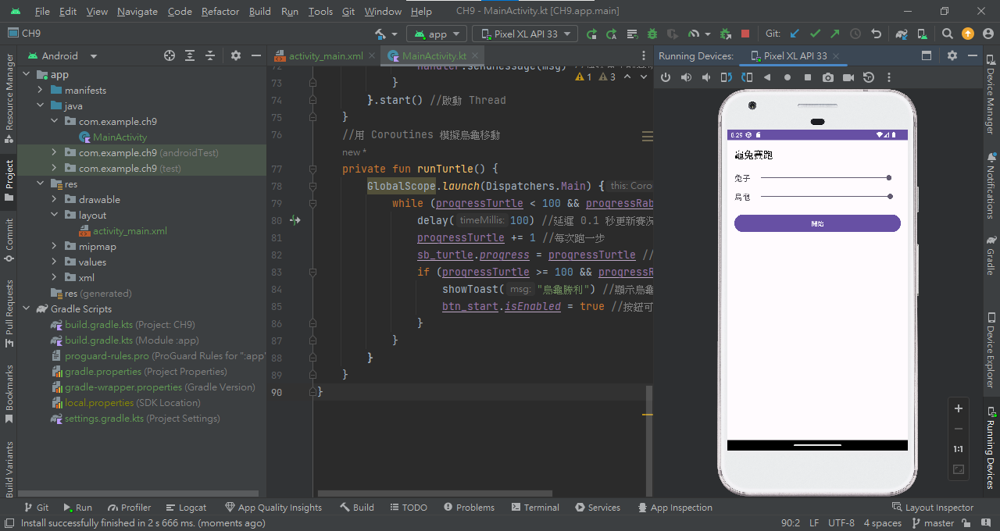 File Edit View Navigate Code Refactor Build Run Tools Git Window Help CH9 - MainActivity.kt [CH9.app.main]
CH9 app Pixel XL API 33 Git:
Android
activity_main.xml MainActivity.kt
Running Devices: Pixel XL API 33
Resource Manager
Project
Commit
Pull Requests
Bookmarks
Build Variants
app
manifests
java
com.example.ch9
MainActivity
com.example.ch9 (androidTest)
com.example.ch9 (test)
res
drawable
layout
activity_main.xml
mipmap
values
xml
res (generated)
Gradle Scripts
build.gradle.kts (Project: CH9)
build.gradle.kts (Module :app)
proguard-rules.pro (ProGuard Rules for ":app"
gradle.properties (Project Properties)
gradle-wrapper.properties (Gradle Version)
local.properties (SDK Location)
settings.gradle.kts (Project Settings)
1 3
72 handler.sendMessage(msg)
73 }
74 }.start() //啟動 Thread
75 }
76 //用 Coroutines 模擬烏龜移動
new *
77 private fun runTurtle() {
78 GlobalScope.launch(Dispatchers.Main) { this: Coro
79 while (progressTurtle < 100 && progressRab
80 delay( timeMillis: 100) //延遲 0.1 秒更新賽況
81 progressTurtle += 1 //每次跑一步
82 sb_turtle.progress = progressTurtle //
83 if (progressTurtle >= 100 && progressR
84 showToast( msg: "烏龜勝利") //顯示烏龜
85 btn_start.isEnabled = true //按鈕可
86 }
87 }
88 }
89 }
90 }
8:29
龜兔賽跑
兔子
烏龜
開始
1:1
Device Manager
Notifications
Gradle
Device Explorer
Running Devices
Git Run Profiler Logcat App Quality Insights Build TODO Problems Terminal Services App Inspection Layout Inspector
Install successfully finished in 2 s 666 ms. (moments ago) 90:2 LF UTF-8 4 spaces master